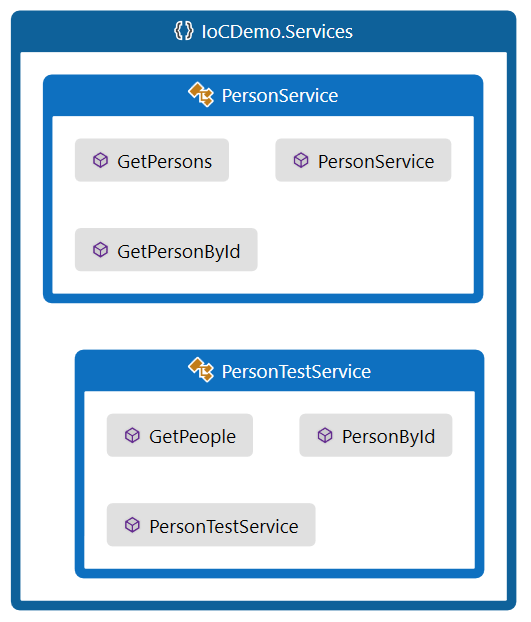 IoCDemo.Services
PersonService
GetPersons PersonService
GetPersonById
PersonTestService
GetPeople PersonById
PersonTestService